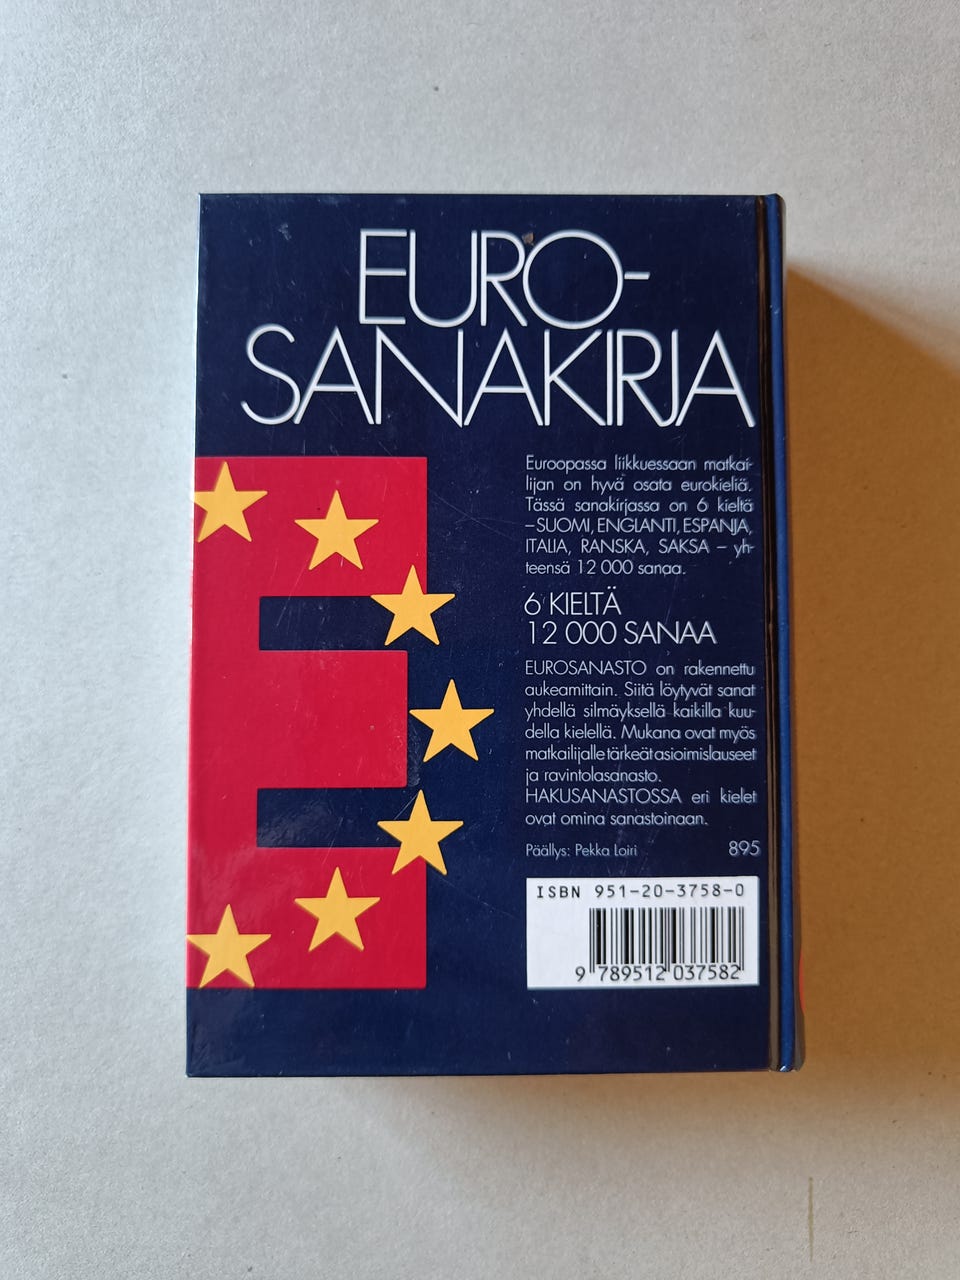 EURO-
SANAKIRJA
Euroopassa liikkuessaan matkai-
lijan on hyvä osata eurokieliä.
Tässä sanakirjassa on 6 kieltä
– SUOMI, ENGLANTI, ESPANJA,
ITALIA, RANSKA, SAKSA – yh-
teensä 12 000 sanaa.
6 KIELTÄ
12 000 SANAA
EUROSANASTO on rakennettu
aukeamittain. Siitä löytyvät sanat
yhdellä silmäyksellä kaikilla kuu-
della kielellä. Mukana ovat myös
matkailijalle tärkeät asioimislauseet
ja ravintolasanasto.
HAKUSANASTOSSA eri kielet
ovat omina sanastoinaan.
Päällys: Pekka Loiri 895
ISBN 951-20-3758-0
9 789512 037582